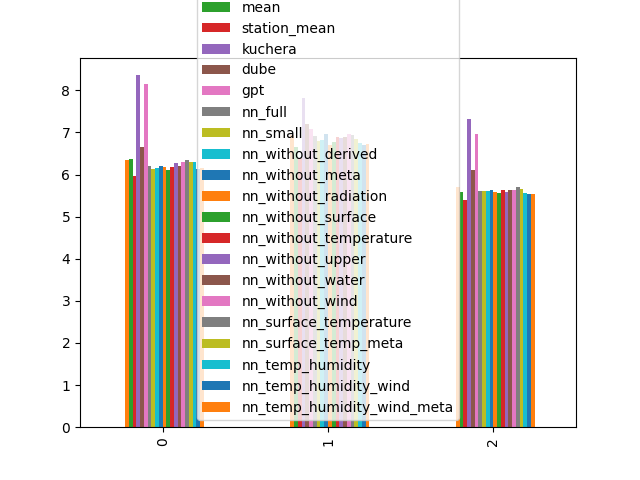 mean
station_mean
kuchera
dube
gpt
nn_full
nn_small
nn_without_derived
nn_without_meta
nn_without_radiation
nn_without_surface
nn_without_temperature
nn_without_upper
nn_without_water
nn_without_wind
nn_surface_temperature
nn_surface_temp_meta
nn_temp_humidity
nn_temp_humidity_wind
nn_temp_humidity_wind_meta
8
7
6
5
4
3
2
1
0
0
1
2